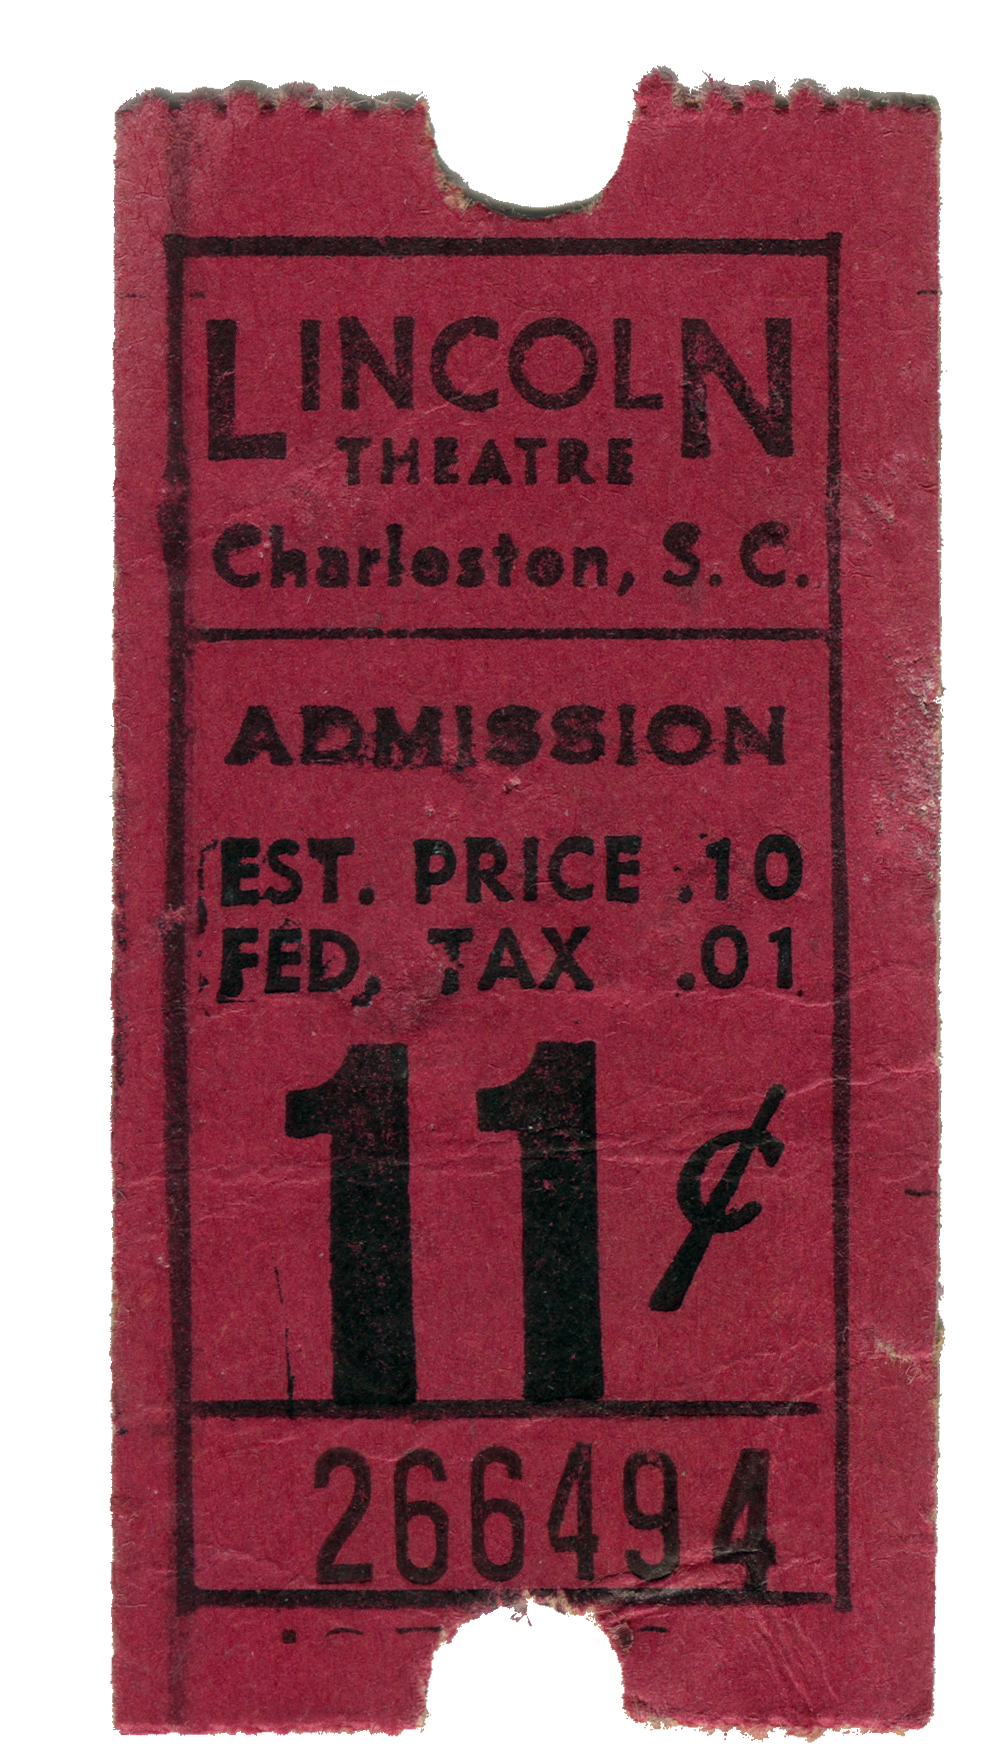 LINCOLN
THEATRE
Charleston, S. C.
ADMISSION
EST. PRICE .10
FED, TAX .01
11¢
266494